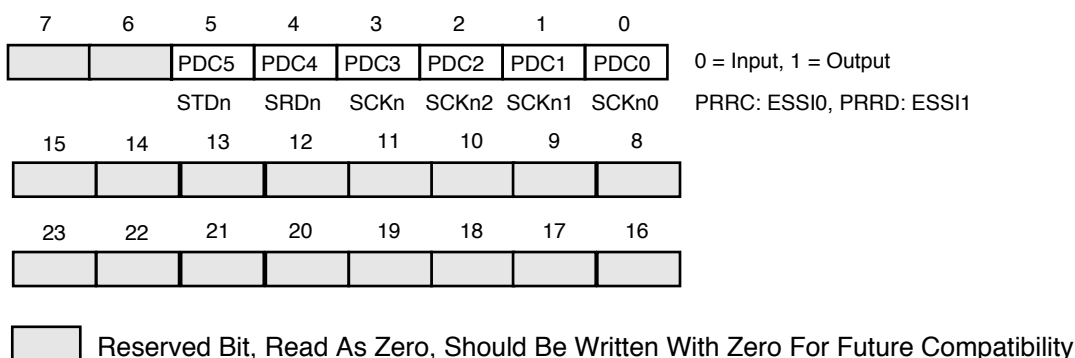 7 6 5 4 3 2 1 0
PDC5 PDC4 PDC3 PDC2 PDC1 PDC0 0 = Input, 1 = Output
STDn SRDn SCKn SCKn2 SCKn1 SCKn0 PRRC: ESSI0, PRRD: ESSI1
15 14 13 12 11 10 9 8
23 22 21 20 19 18 17 16
Reserved Bit, Read As Zero, Should Be Written With Zero For Future Compatibility